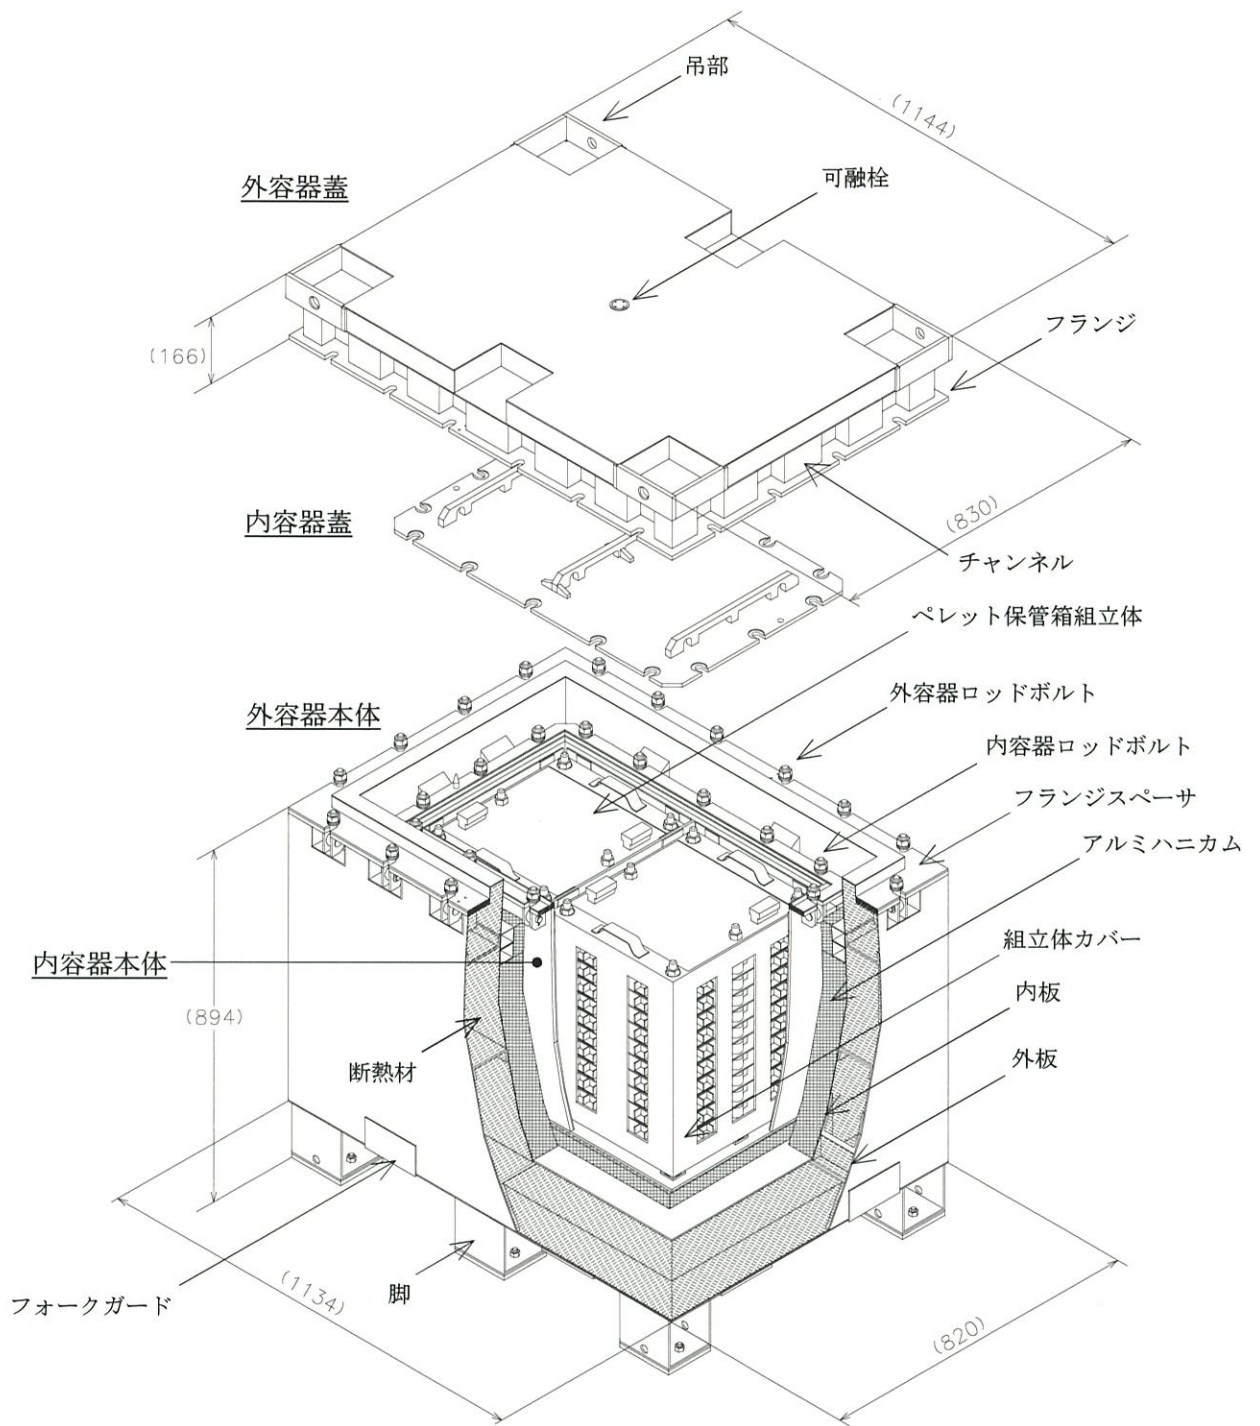 吊部
(1144)
可融栓
外容器蓋
フランジ
(166)
内容器蓋
(830)
チャンネル
ペレット保管箱組立体
外容器ロッドボルト
外容器本体
内容器ロッドボルト
フランジスペーサ
アルミハニカム
組立体カバー
内容器本体
内板
(894)
外板
断熱材
(1134)
脚
フォークガード
(820)